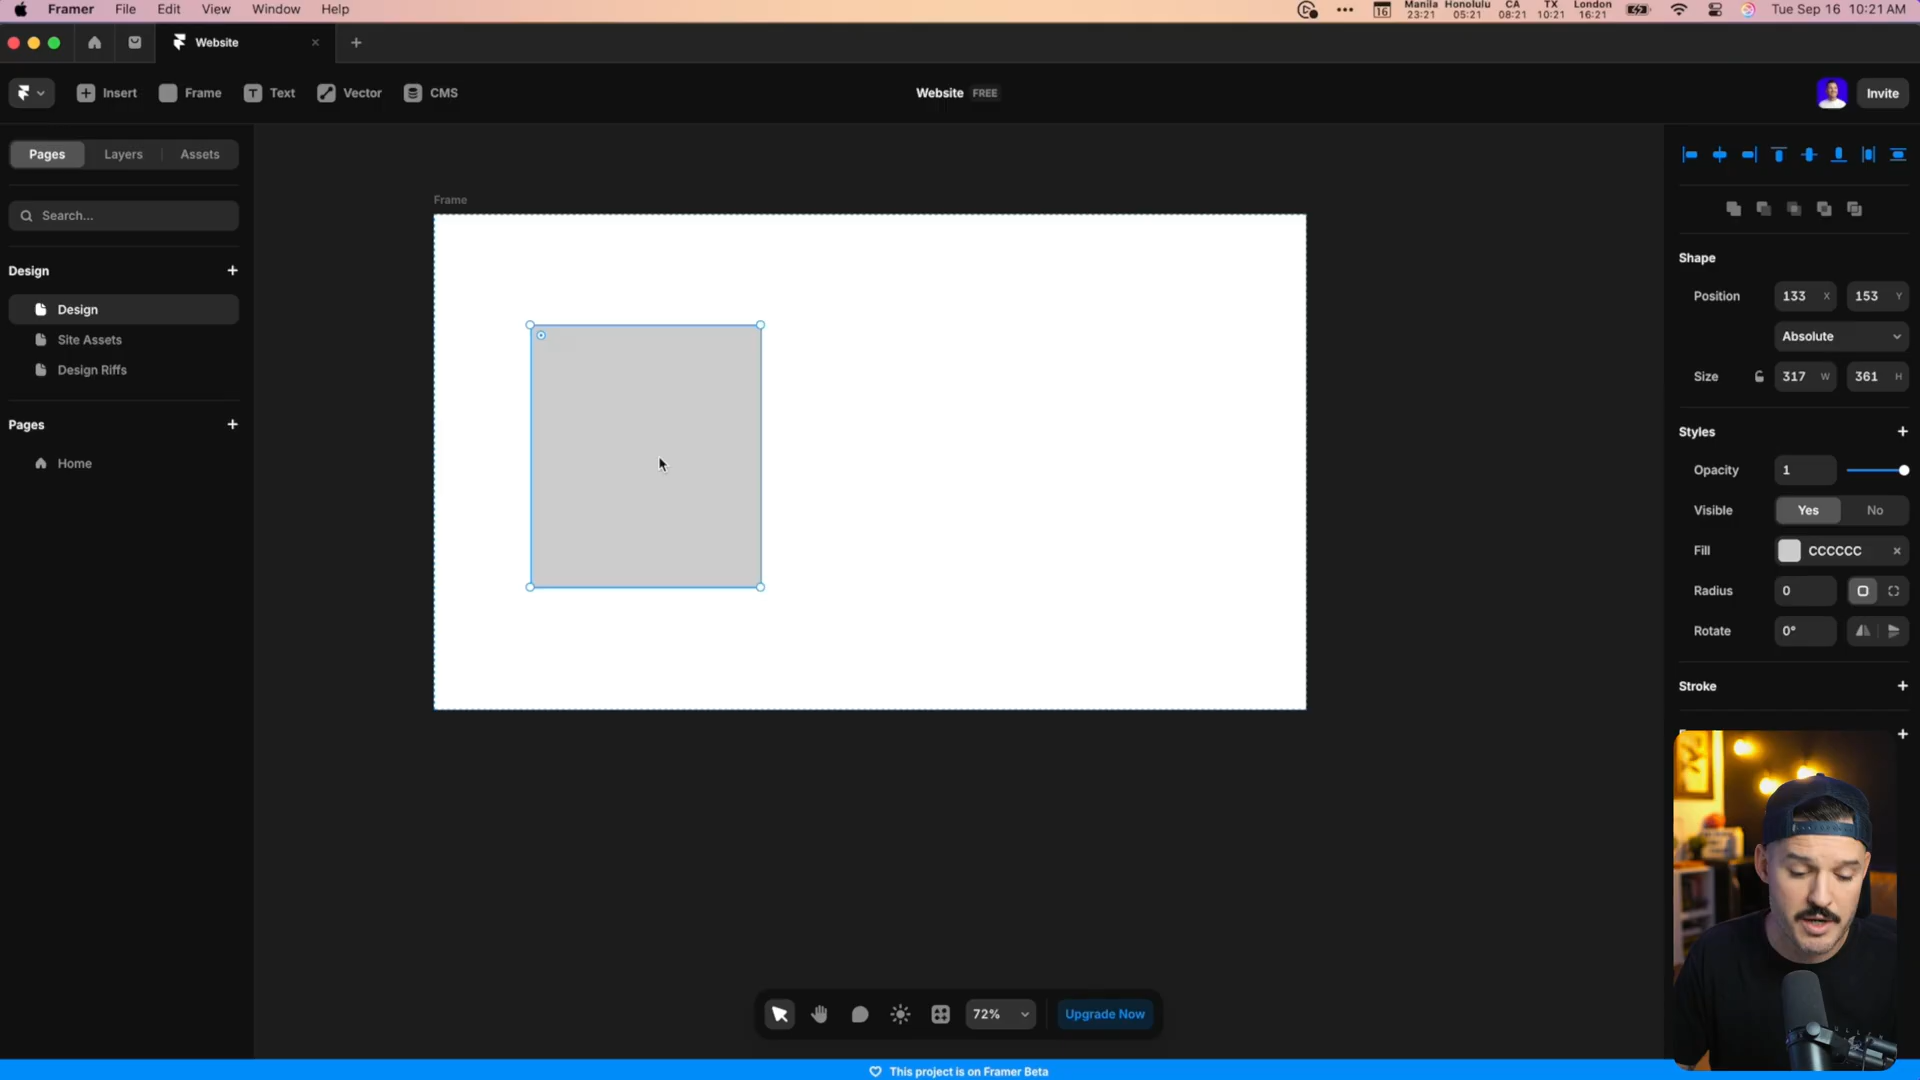 Framer File Edit View Window Help
Manila Honolulu CA TX London
16 23:21 05:21 08:21 10:21 16:21
Tue Sep 16 10:21 AM
Website
Insert Frame Text Vector CMS
Website FREE
Invite
Pages Layers Assets
Search...
Design
Design
Site Assets
Design Riffs
Pages
Home
Frame
Shape
Position 133 X 153 Y
Absolute
Size 317 W 361 H
Styles
Opacity 1
Visible Yes No
Fill CCCCCC
Radius 0
Rotate 0°
Stroke
72% Upgrade Now
This project is on Framer Beta